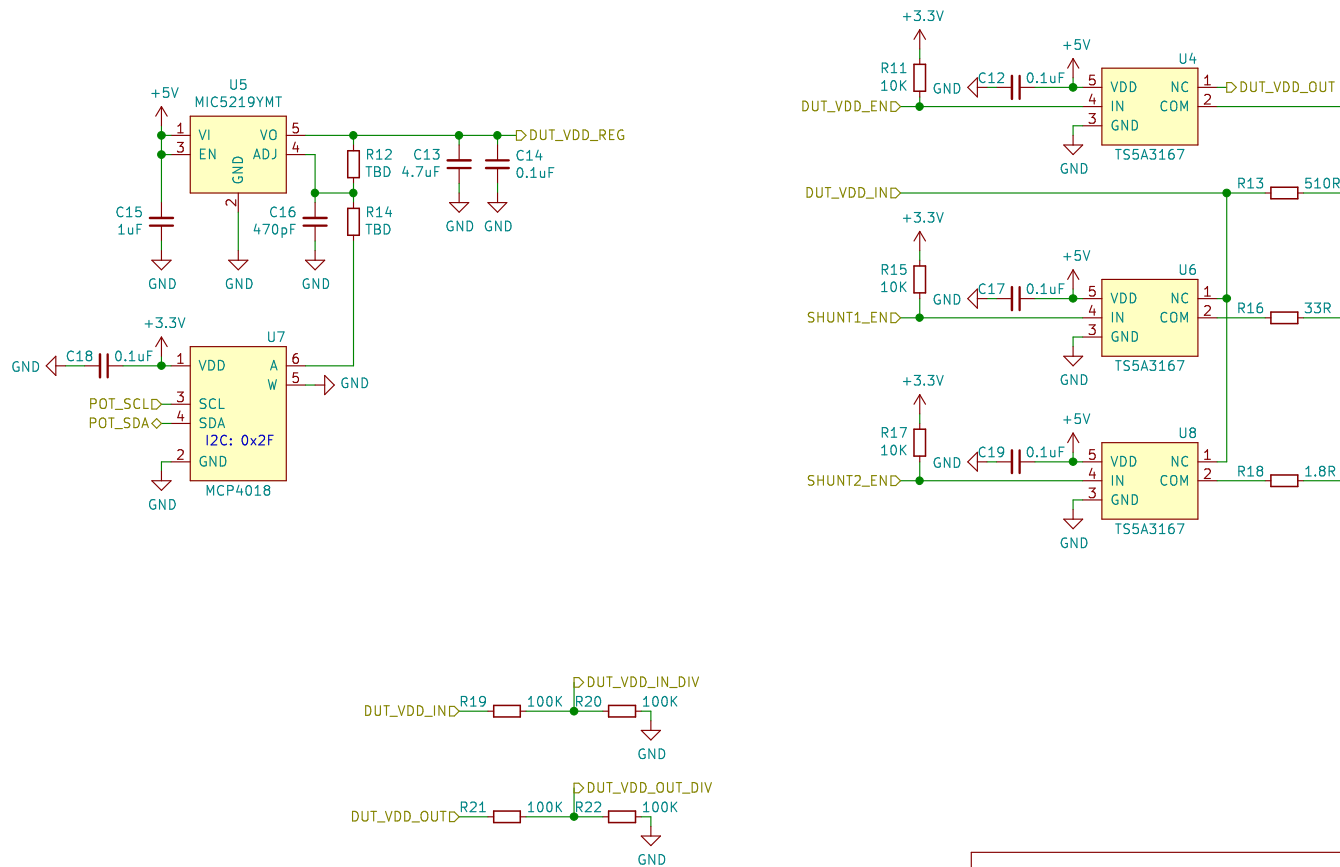 U5
MIC5219YMT
+5V
1 VI VO 5
3 EN ADJ 4
GND
2
DUT_VDD_REG
R12
TBD
C13
4.7uF
C14
0.1uF
C15
1uF
C16
470pF
R14
TBD
GND GND
GND GND GND
+3.3V
U7
GND C18 0.1uF
1 VDD A 6
W 5 GND
POT_SCL 3 SCL
POT_SDA 4 SDA
I2C: 0x2F
2 GND
MCP4018
GND
+3.3V
+5V
U4
R11
10K
GND C12 0.1uF
5 VDD NC 1 DUT_VDD_OUT
DUT_VDD_EN 4 IN COM 2
3 GND
TS5A3167
GND
DUT_VDD_IN R13 510R
+3.3V
+5V
U6
R15
10K
GND C17 0.1uF
5 VDD NC 1
SHUNT1_EN 4 IN COM 2 R16 33R
3 GND
TS5A3167
GND
+3.3V
+5V
U8
R17
10K
GND C19 0.1uF
5 VDD NC 1
SHUNT2_EN 4 IN COM 2 R18 1.8R
3 GND
TS5A3167
GND
DUT_VDD_IN_DIV
DUT_VDD_IN R19 100K R20 100K
GND
DUT_VDD_OUT_DIV
DUT_VDD_OUT R21 100K R22 100K
GND